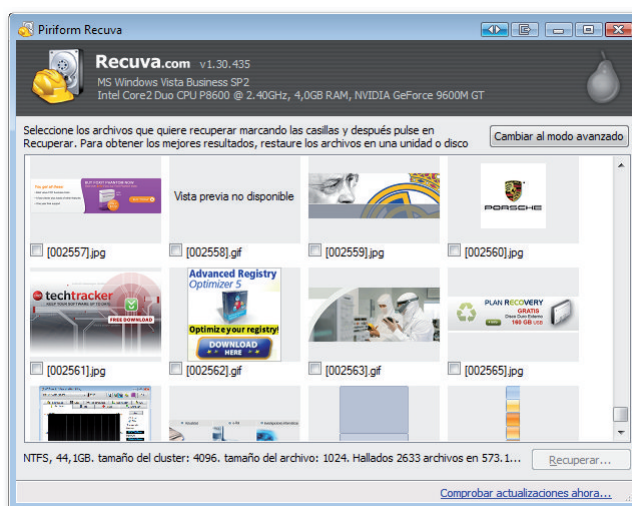 Piriform Recuva
Recuva.com v1.30.435
MS Windows Vista Business SP2
Intel Core2 Duo CPU P8600 @ 2.40GHz, 4,0GB RAM, NVIDIA GeForce 9600M GT
Seleccione los archivos que quiere recuperar marcando las casillas y después pulse en
Recuperar. Para obtener los mejores resultados, restaure los archivos en una unidad o disco
Cambiar al modo avanzado
Vista previa no disponible
PORSCHE
[002557].jpg
[002558].gif
[002559].jpg
[002560].jpg
techtracker
FREE DOWNLOAD
Advanced Registry
Optimizer 5
Optimize your registry!
DOWNLOAD
HERE
PLAN RECOVERY
GRATIS
Disco Duro Externo
160 GB USB
[002561].jpg
[002562].gif
[002563].gif
[002565].jpg
NTFS, 44,1GB. tamaño del cluster: 4096. tamaño del archivo: 1024. Hallados 2633 archivos en 573.1...
Recuperar...
Comprobar actualizaciones ahora...